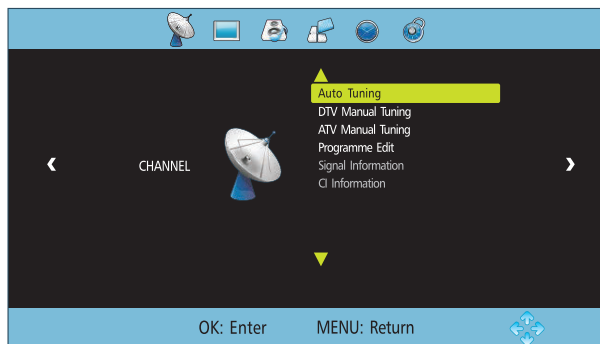 CHANNEL
Auto Tuning
DTV Manual Tuning
ATV Manual Tuning
Programme Edit
Signal Information
CI Information
OK: Enter MENU: Return